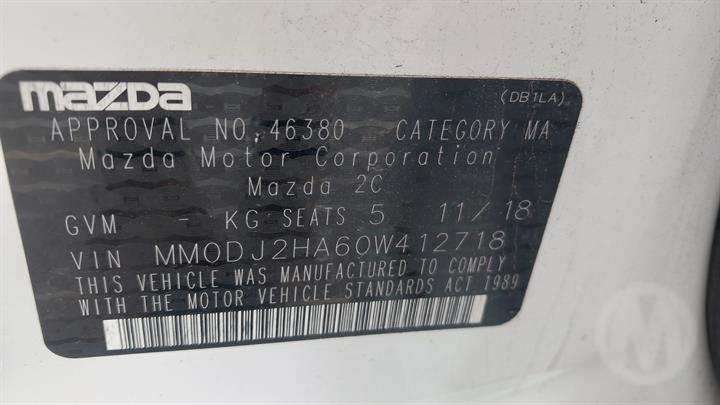 mazda
(DB1LA)
APPROVAL NO. 46380 CATEGORY MA
Mazda Motor Corporation
Mazda 2C
GVM - KG SEATS 5 11/18
VIN MM0DJ2HA60W412718
THIS VEHICLE WAS MANUFACTURED TO COMPLY
WITH THE MOTOR VEHICLE STANDARDS ACT 1989
M